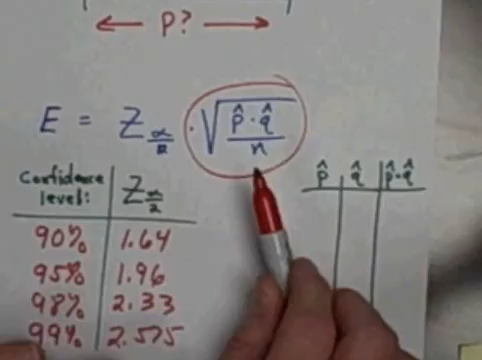 P?
E = Z α/2 · √ p̂·q̂ / n
Confidence level: Z α/2
90% 1.64
95% 1.96
98% 2.33
99% 2.575
p̂ q̂ p̂·q̂